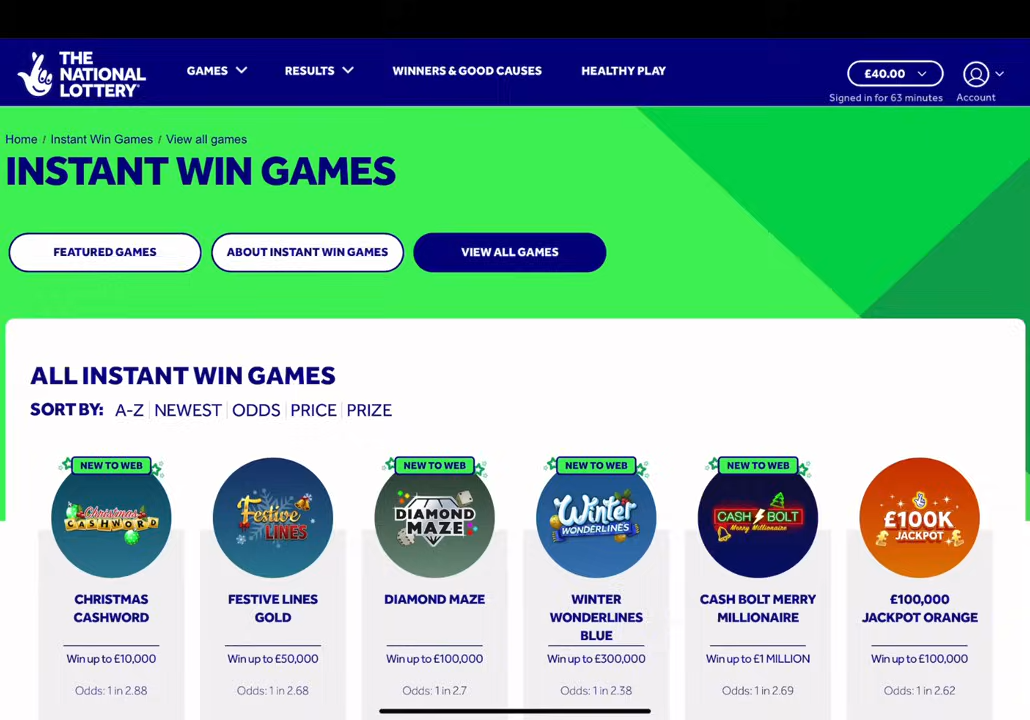 THE
NATIONAL
LOTTERY
GAMES
RESULTS
WINNERS & GOOD CAUSES
HEALTHY PLAY
£40.00
Signed in for 63 minutes
Account
Home / Instant Win Games / View all games
INSTANT WIN GAMES
FEATURED GAMES
ABOUT INSTANT WIN GAMES
VIEW ALL GAMES
ALL INSTANT WIN GAMES
SORT BY: A-Z NEWEST ODDS PRICE PRIZE
NEW TO WEB
Christmas
CASHWORD
CHRISTMAS
CASHWORD
Win up to £10,000
Odds: 1 in 2.88
Festive
LINES
FESTIVE LINES
GOLD
Win up to £50,000
Odds: 1 in 2.68
NEW TO WEB
DIAMOND
MAZE
DIAMOND MAZE
Win up to £100,000
Odds: 1 in 2.7
NEW TO WEB
Winter
WONDERLINES
WINTER
WONDERLINES
BLUE
Win up to £300,000
Odds: 1 in 2.38
NEW TO WEB
CASH BOLT
Merry Millionaire
CASH BOLT MERRY
MILLIONAIRE
Win up to £1 MILLION
Odds: 1 in 2.69
£100K
JACKPOT
£100,000
JACKPOT ORANGE
Win up to £100,000
Odds: 1 in 2.62